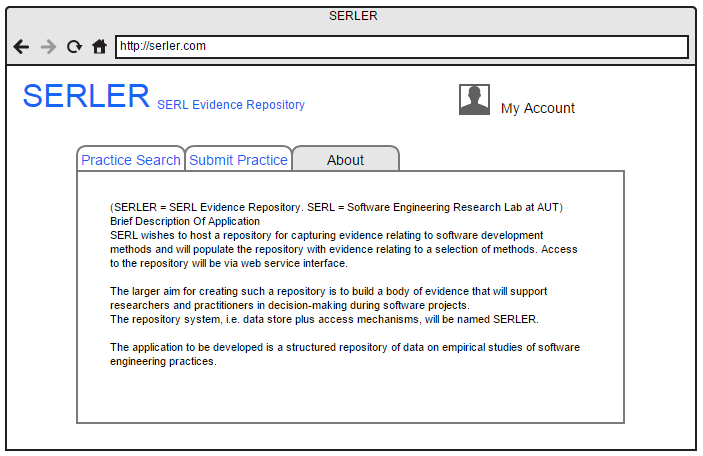 SERLER
http://serler.com
SERLER SERL Evidence Repository
My Account
Practice Search Submit Practice About
(SERLER = SERL Evidence Repository. SERL = Software Engineering Research Lab at AUT)
Brief Description Of Application
SERL wishes to host a repository for capturing evidence relating to software development
methods and will populate the repository with evidence relating to a selection of methods. Access
to the repository will be via web service interface.
The larger aim for creating such a repository is to build a body of evidence that will support
researchers and practitioners in decision-making during software projects.
The repository system, i.e. data store plus access mechanisms, will be named SERLER.
The application to be developed is a structured repository of data on empirical studies of software
engineering practices.